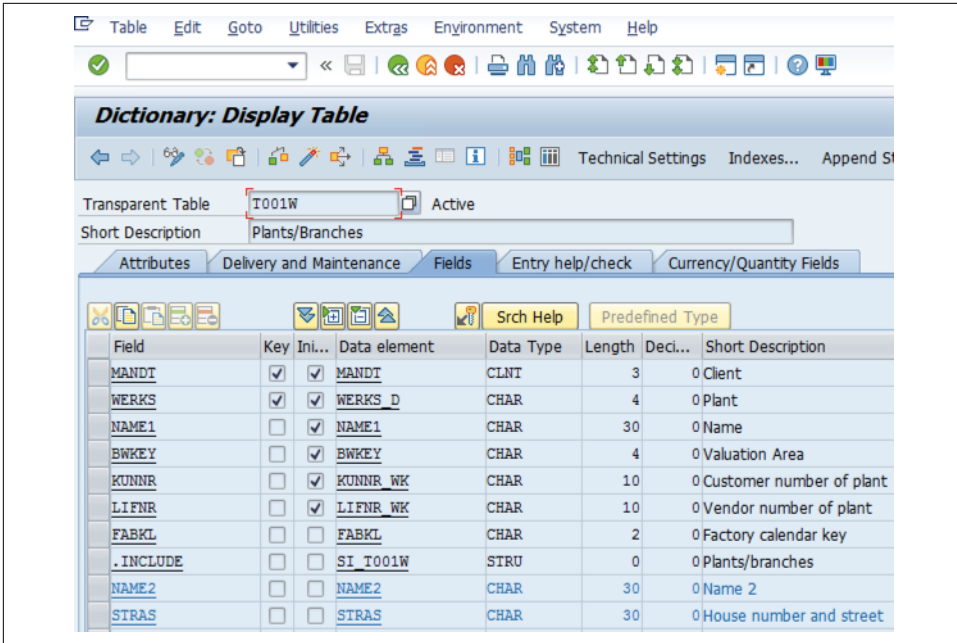 Table Edit Goto Utilities Extras Environment System Help
Dictionary: Display Table
Technical Settings Indexes... Append St
Transparent Table T001W Active
Short Description Plants/Branches
Attributes Delivery and Maintenance Fields Entry help/check Currency/Quantity Fields
Srch Help Predefined Type
Field Key Ini... Data element Data Type Length Deci... Short Description
MANDT MANDT CLNT 3 0 Client
WERKS WERKS_D CHAR 4 0 Plant
NAME1 NAME1 CHAR 30 0 Name
BWKEY BWKEY CHAR 4 0 Valuation Area
KUNNR KUNNR_WK CHAR 10 0 Customer number of plant
LIFNR LIFNR_WK CHAR 10 0 Vendor number of plant
FABKL FABKL CHAR 2 0 Factory calendar key
.INCLUDE SI_T001W STRU 0 0 Plants/branches
NAME2 NAME2 CHAR 30 0 Name 2
STRAS STRAS CHAR 30 0 House number and street